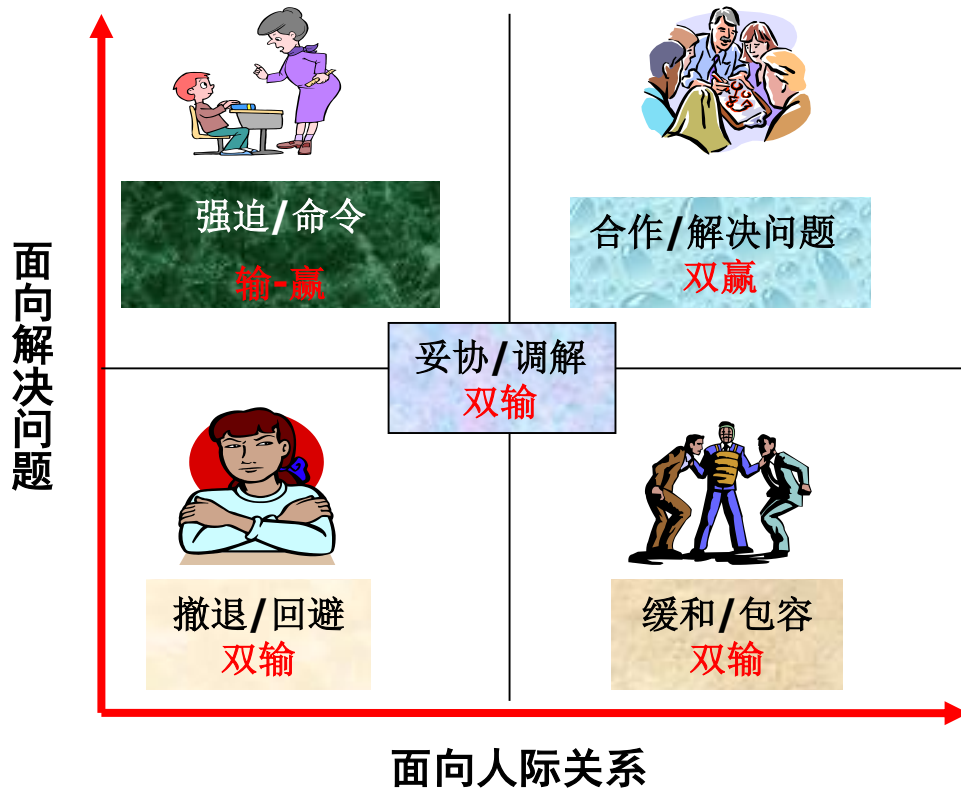 强迫/命令
输-赢
合作/解决问题
双赢
面向解决问题
妥协/调解
双输
撤退/回避
双输
缓和/包容
双输
面向人际关系